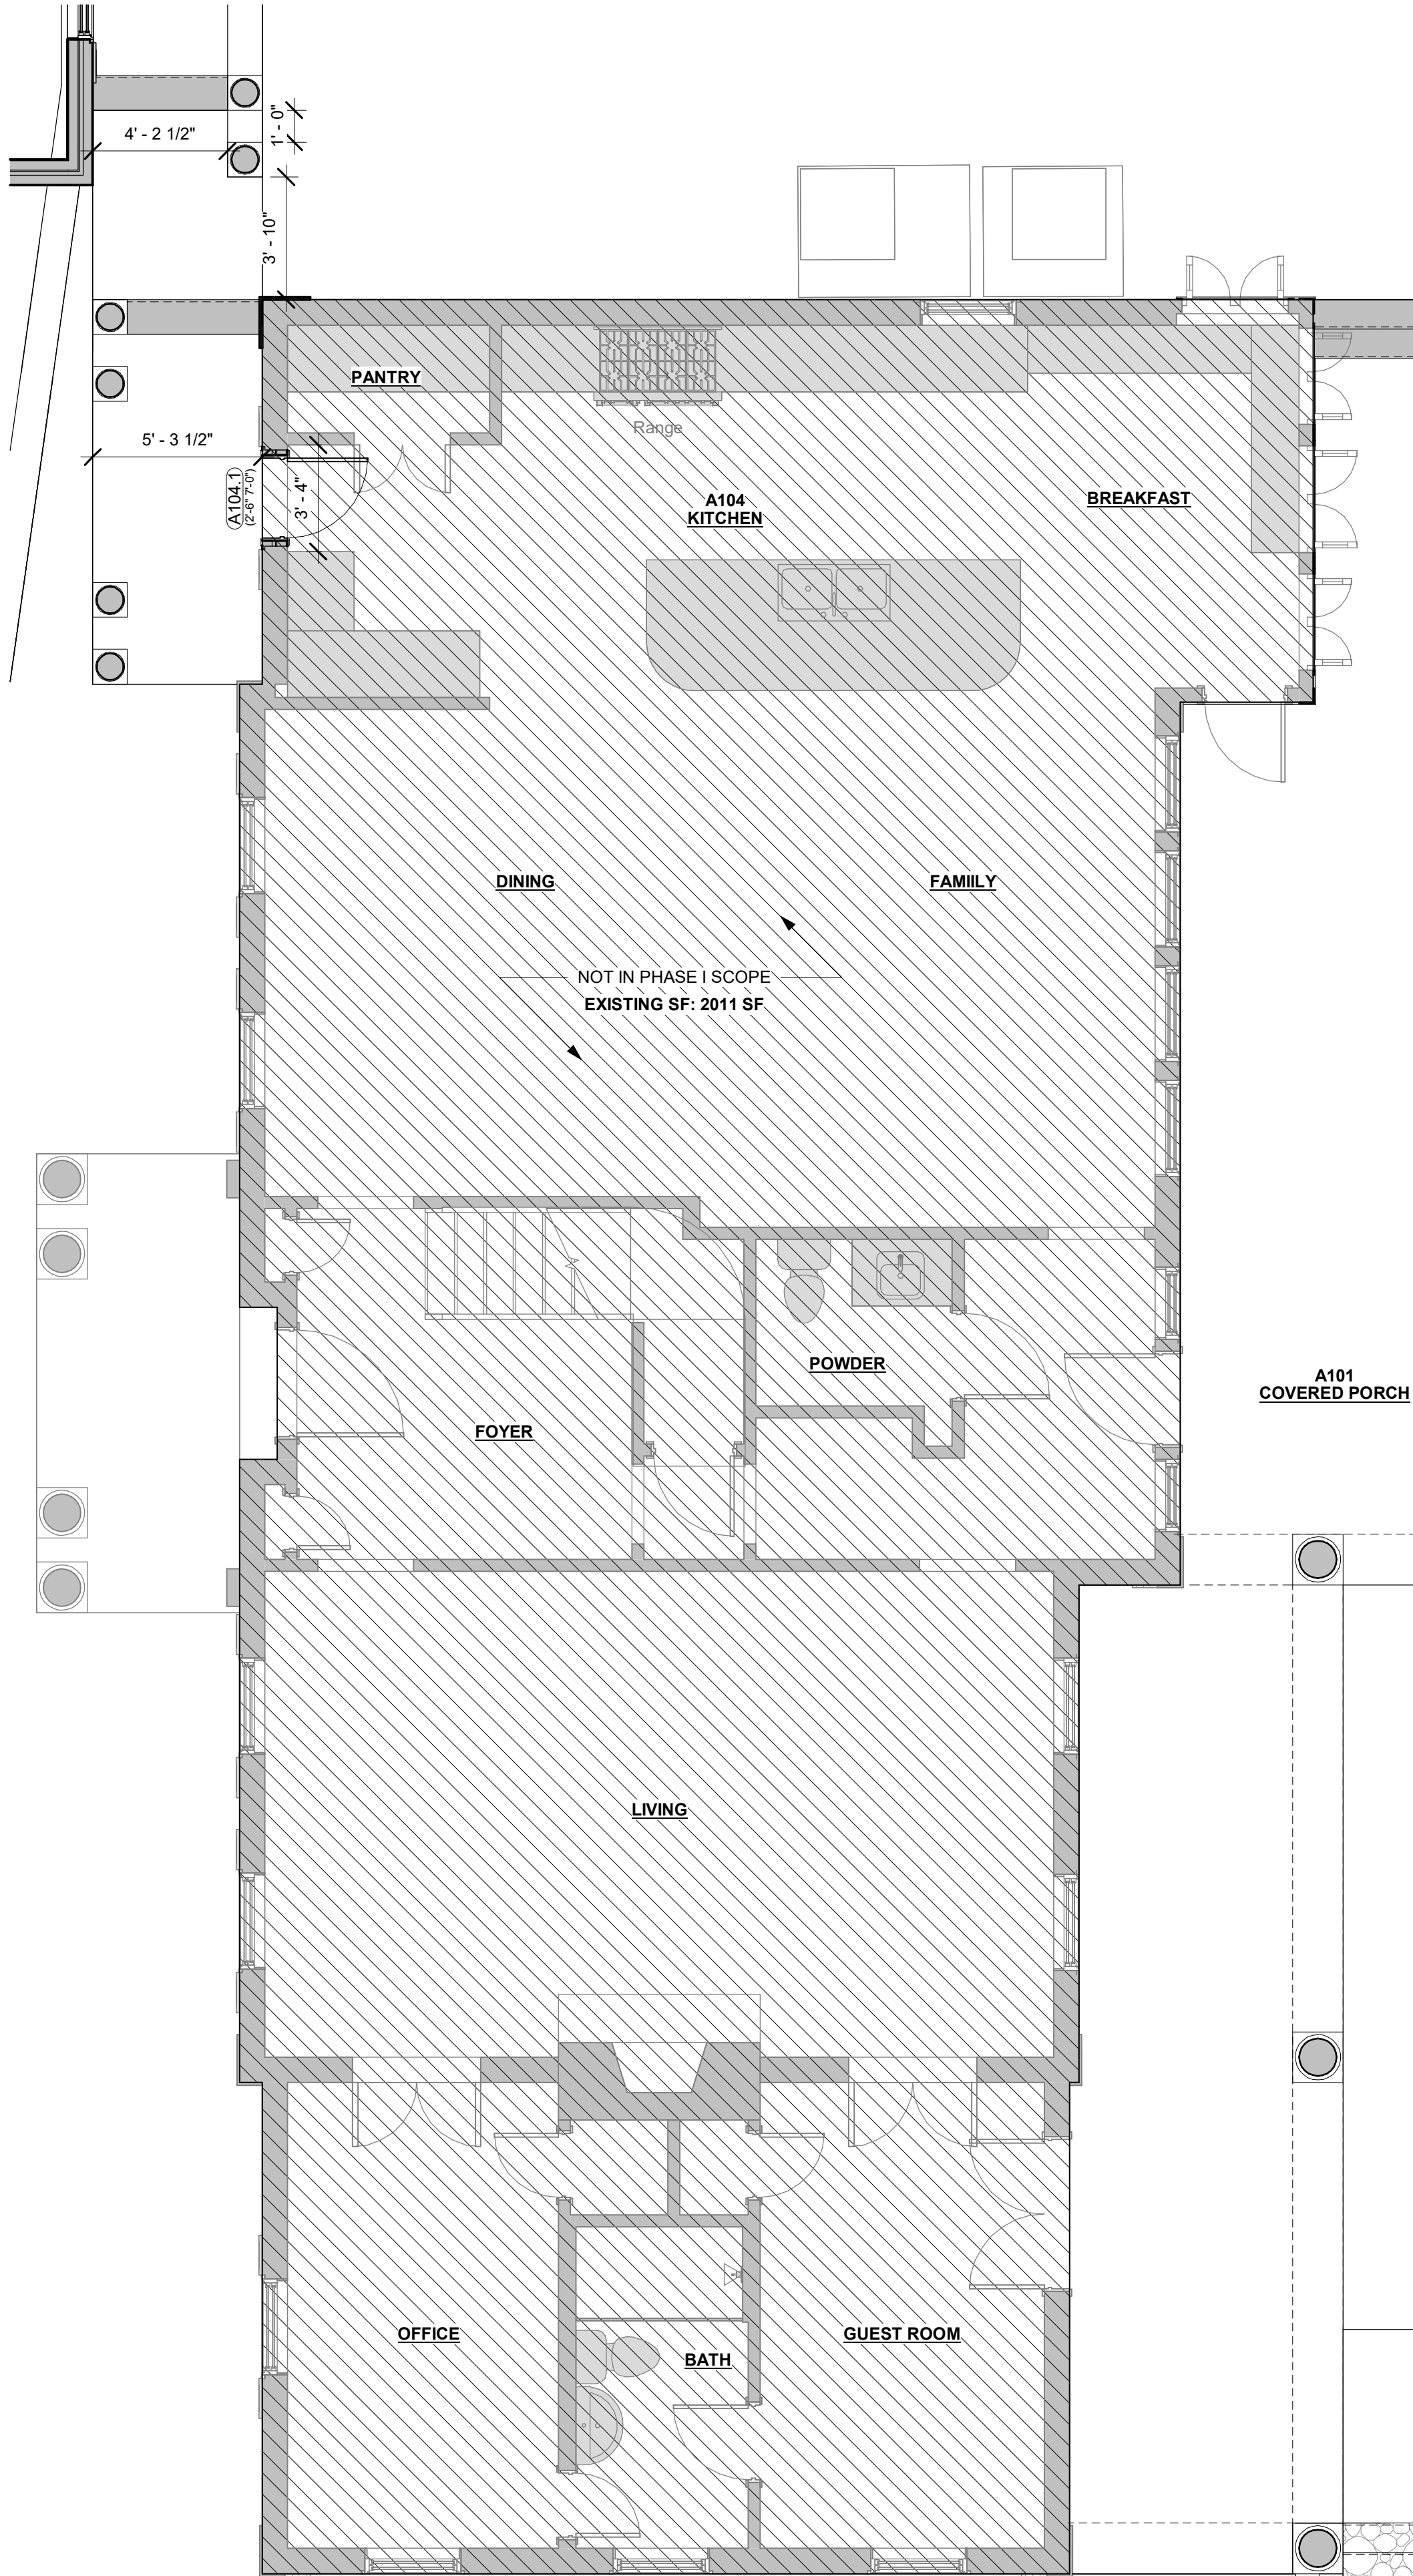 4' - 2 1/2"
1' - 0"
3' - 10"
PANTRY
Range
5' - 3 1/2"
A104.1
(2'-6" 7'-0")
3' - 4"
A104
KITCHEN
BREAKFAST
DINING
FAMIILY
NOT IN PHASE I SCOPE
EXISTING SF: 2011 SF
POWDER
A101
COVERED PORCH
FOYER
LIVING
OFFICE
GUEST ROOM
BATH